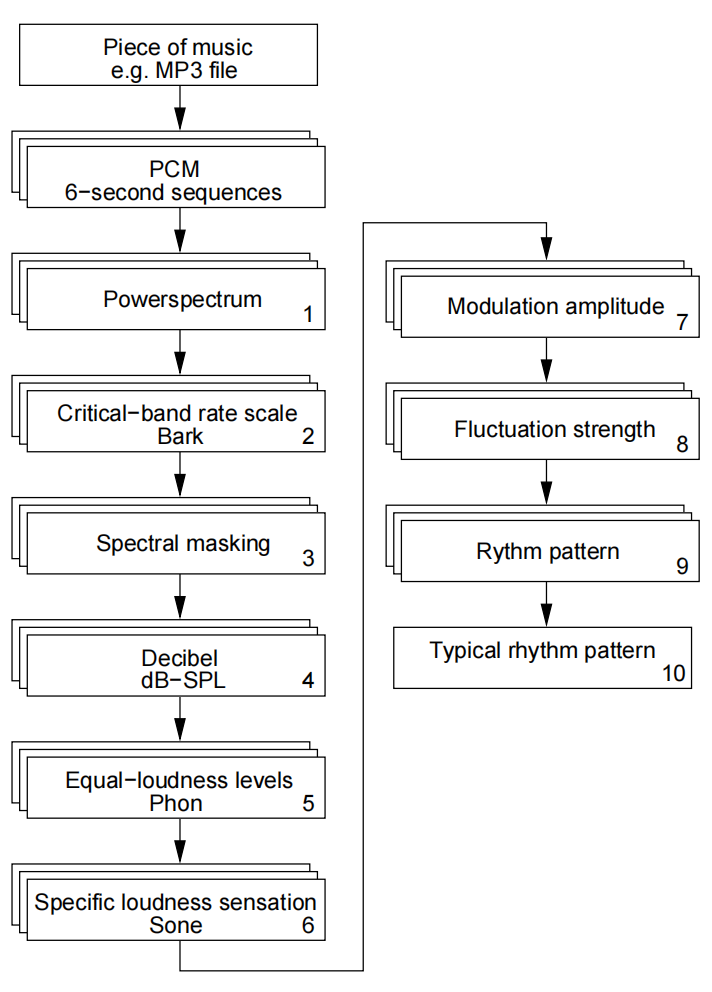 Piece of music
e.g. MP3 file
PCM
6−second sequences
Powerspectrum
1
Critical−band rate scale
Bark
2
Spectral masking
3
Decibel
dB−SPL
4
Equal−loudness levels
Phon
5
Specific loudness sensation
Sone
6
Modulation amplitude
7
Fluctuation strength
8
Rythm pattern
9
Typical rhythm pattern
10